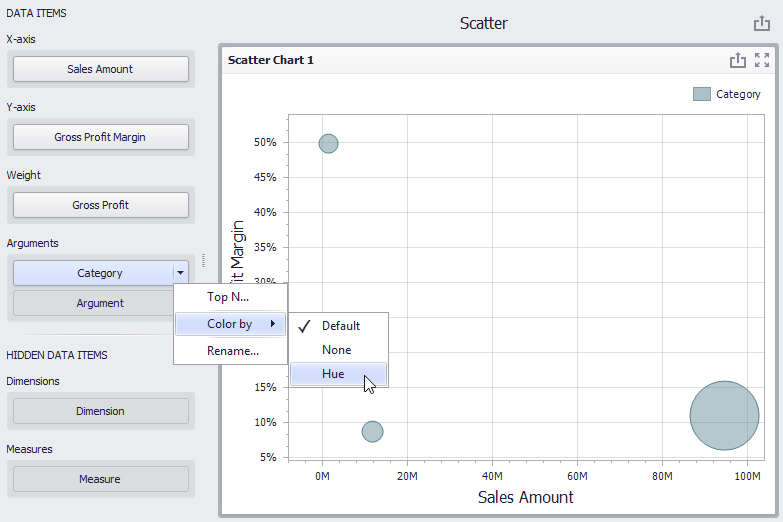 DATA ITEMS
X-axis
Sales Amount
Y-axis
Gross Profit Margin
Weight
Gross Profit
Arguments
Category
Argument
HIDDEN DATA ITEMS
Dimensions
Dimension
Measures
Measure
Top N...
Color by
Rename...
Default
None
Hue
Scatter
Scatter Chart 1
Category
50%
45%
40%
35%
30%
15%
10%
5%
fit Margin
0M 20M 40M 60M 80M 100M
Sales Amount